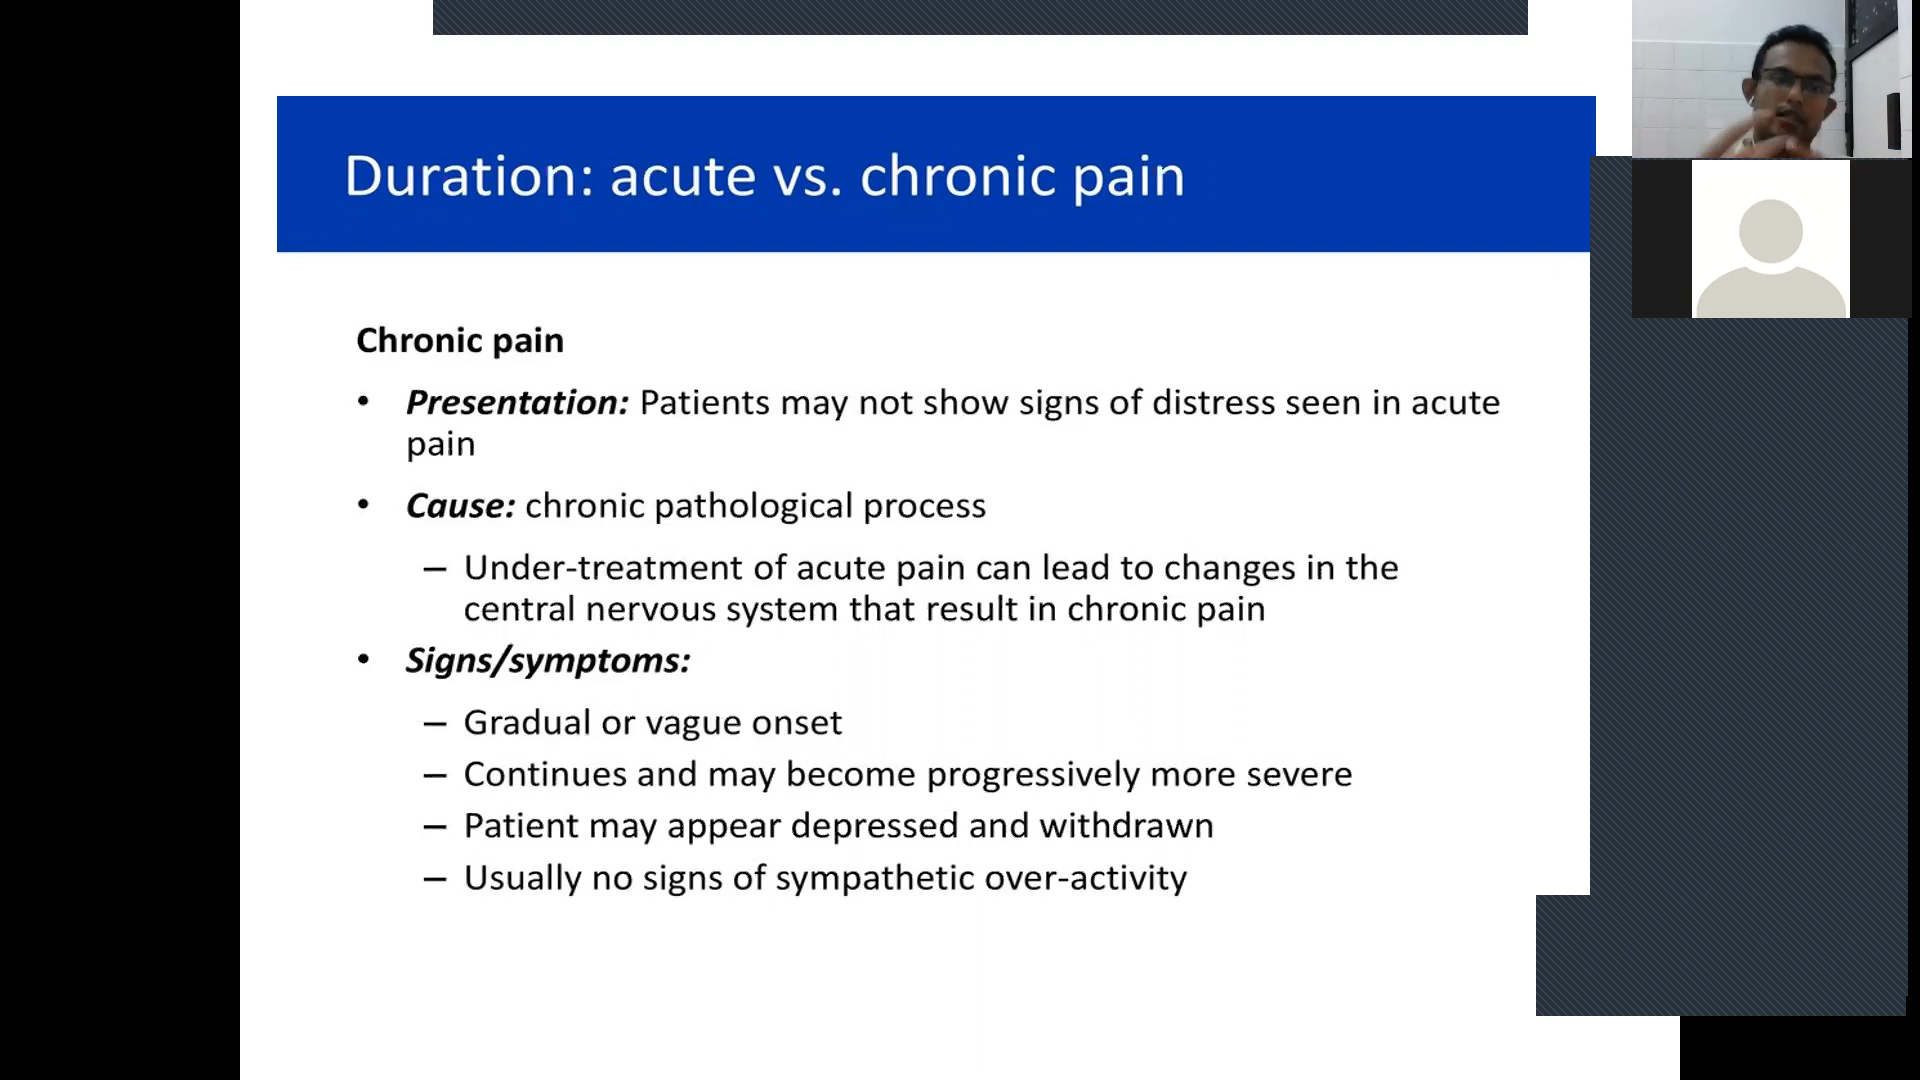 Duration: acute vs. chronic pain
Chronic pain
• Presentation: Patients may not show signs of distress seen in acute
pain
• Cause: chronic pathological process
– Under-treatment of acute pain can lead to changes in the
central nervous system that result in chronic pain
• Signs/symptoms:
– Gradual or vague onset
– Continues and may become progressively more severe
– Patient may appear depressed and withdrawn
– Usually no signs of sympathetic over-activity